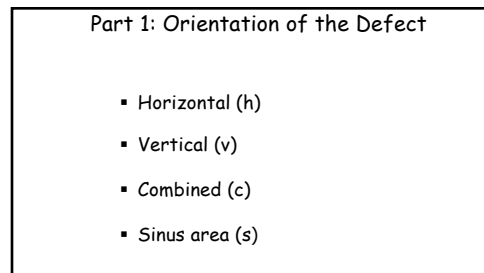 Part 1: Orientation of the Defect
▪ Horizontal (h)
▪ Vertical (v)
▪ Combined (c)
▪ Sinus area (s)